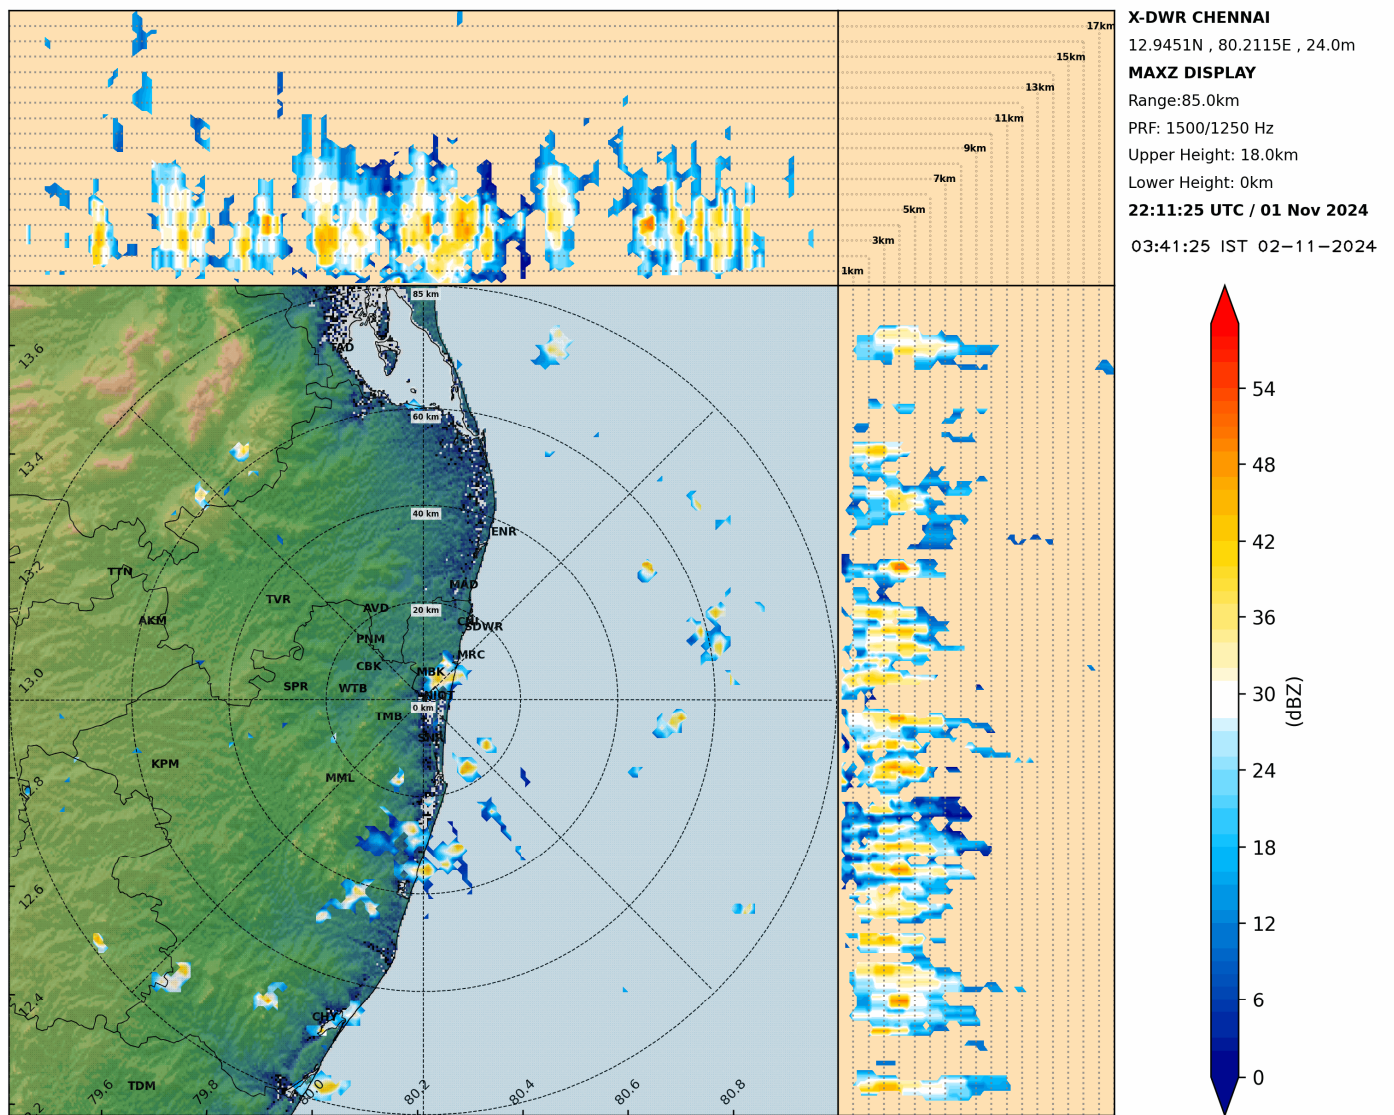 17km
15km
13km
11km
9km
7km
5km
3km
1km
X-DWR CHENNAI
12.9451N , 80.2115E , 24.0m
MAXZ DISPLAY
Range:85.0km
PRF: 1500/1250 Hz
Upper Height: 18.0km
Lower Height: 0km
22:11:25 UTC / 01 Nov 2024
03:41:25 IST 02−11−2024
85 km
60 km
40 km
20 km
0 km
13.6
13.4
13.2
13.0
12.6
12.4
79.6
79.8
80.0
80.2
80.4
80.6
80.8
ENR
TTN
MAD
TVR
AVD
AKM
SDWR
PNM
MRC
CBK
MBK
SPR
WTB
NIOT
TMB
KPM
MML
TDM
54
48
42
36
30
24
18
12
6
0
(dBZ)